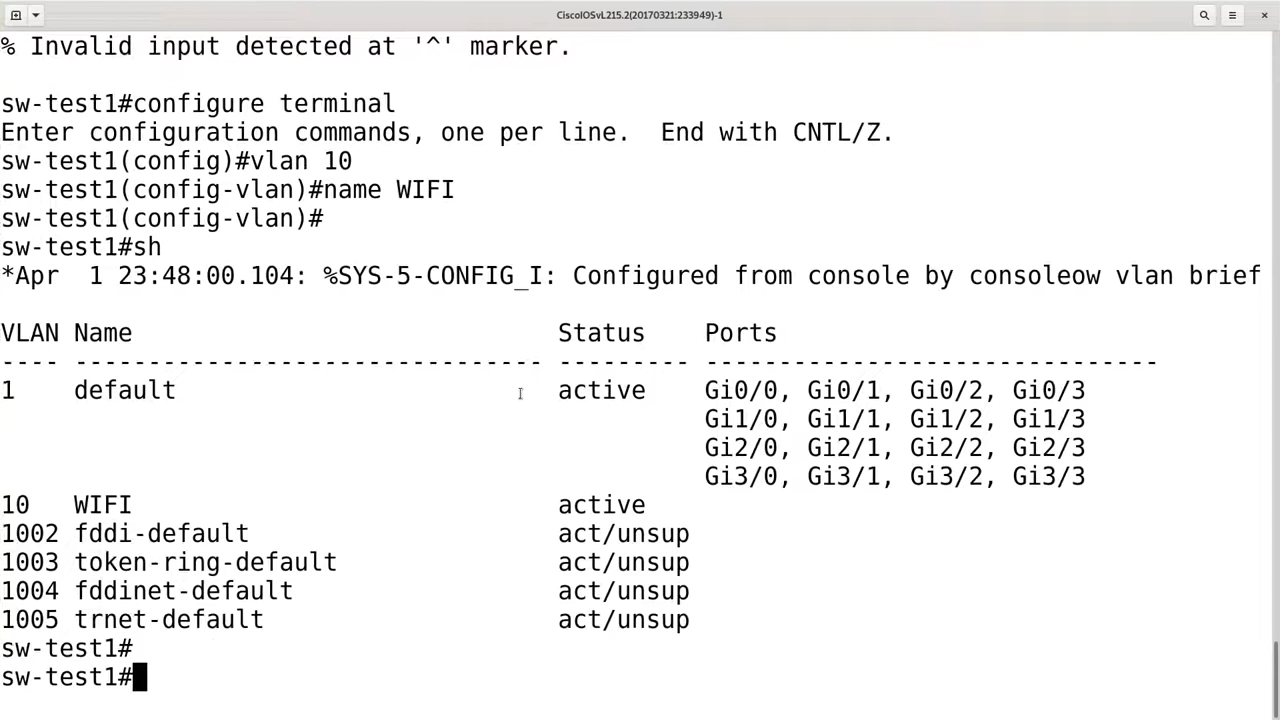 CiscoIOSvL215.2(20170321:233949)-1
% Invalid input detected at '^' marker.
sw-test1#configure terminal
Enter configuration commands, one per line.  End with CNTL/Z.
sw-test1(config)#vlan 10
sw-test1(config-vlan)#name WIFI
sw-test1(config-vlan)#
sw-test1#sh
*Apr  1 23:48:00.104: %SYS-5-CONFIG_I: Configured from console by consoleow vlan brief
VLAN Name                             Status    Ports
---- -------------------------------- --------- -------------------------------
1    default                          active    Gi0/0, Gi0/1, Gi0/2, Gi0/3
                                                Gi1/0, Gi1/1, Gi1/2, Gi1/3
                                                Gi2/0, Gi2/1, Gi2/2, Gi2/3
                                                Gi3/0, Gi3/1, Gi3/2, Gi3/3
10   WIFI                             active
1002 fddi-default                     act/unsup
1003 token-ring-default               act/unsup
1004 fddinet-default                  act/unsup
1005 trnet-default                    act/unsup
sw-test1#
sw-test1#